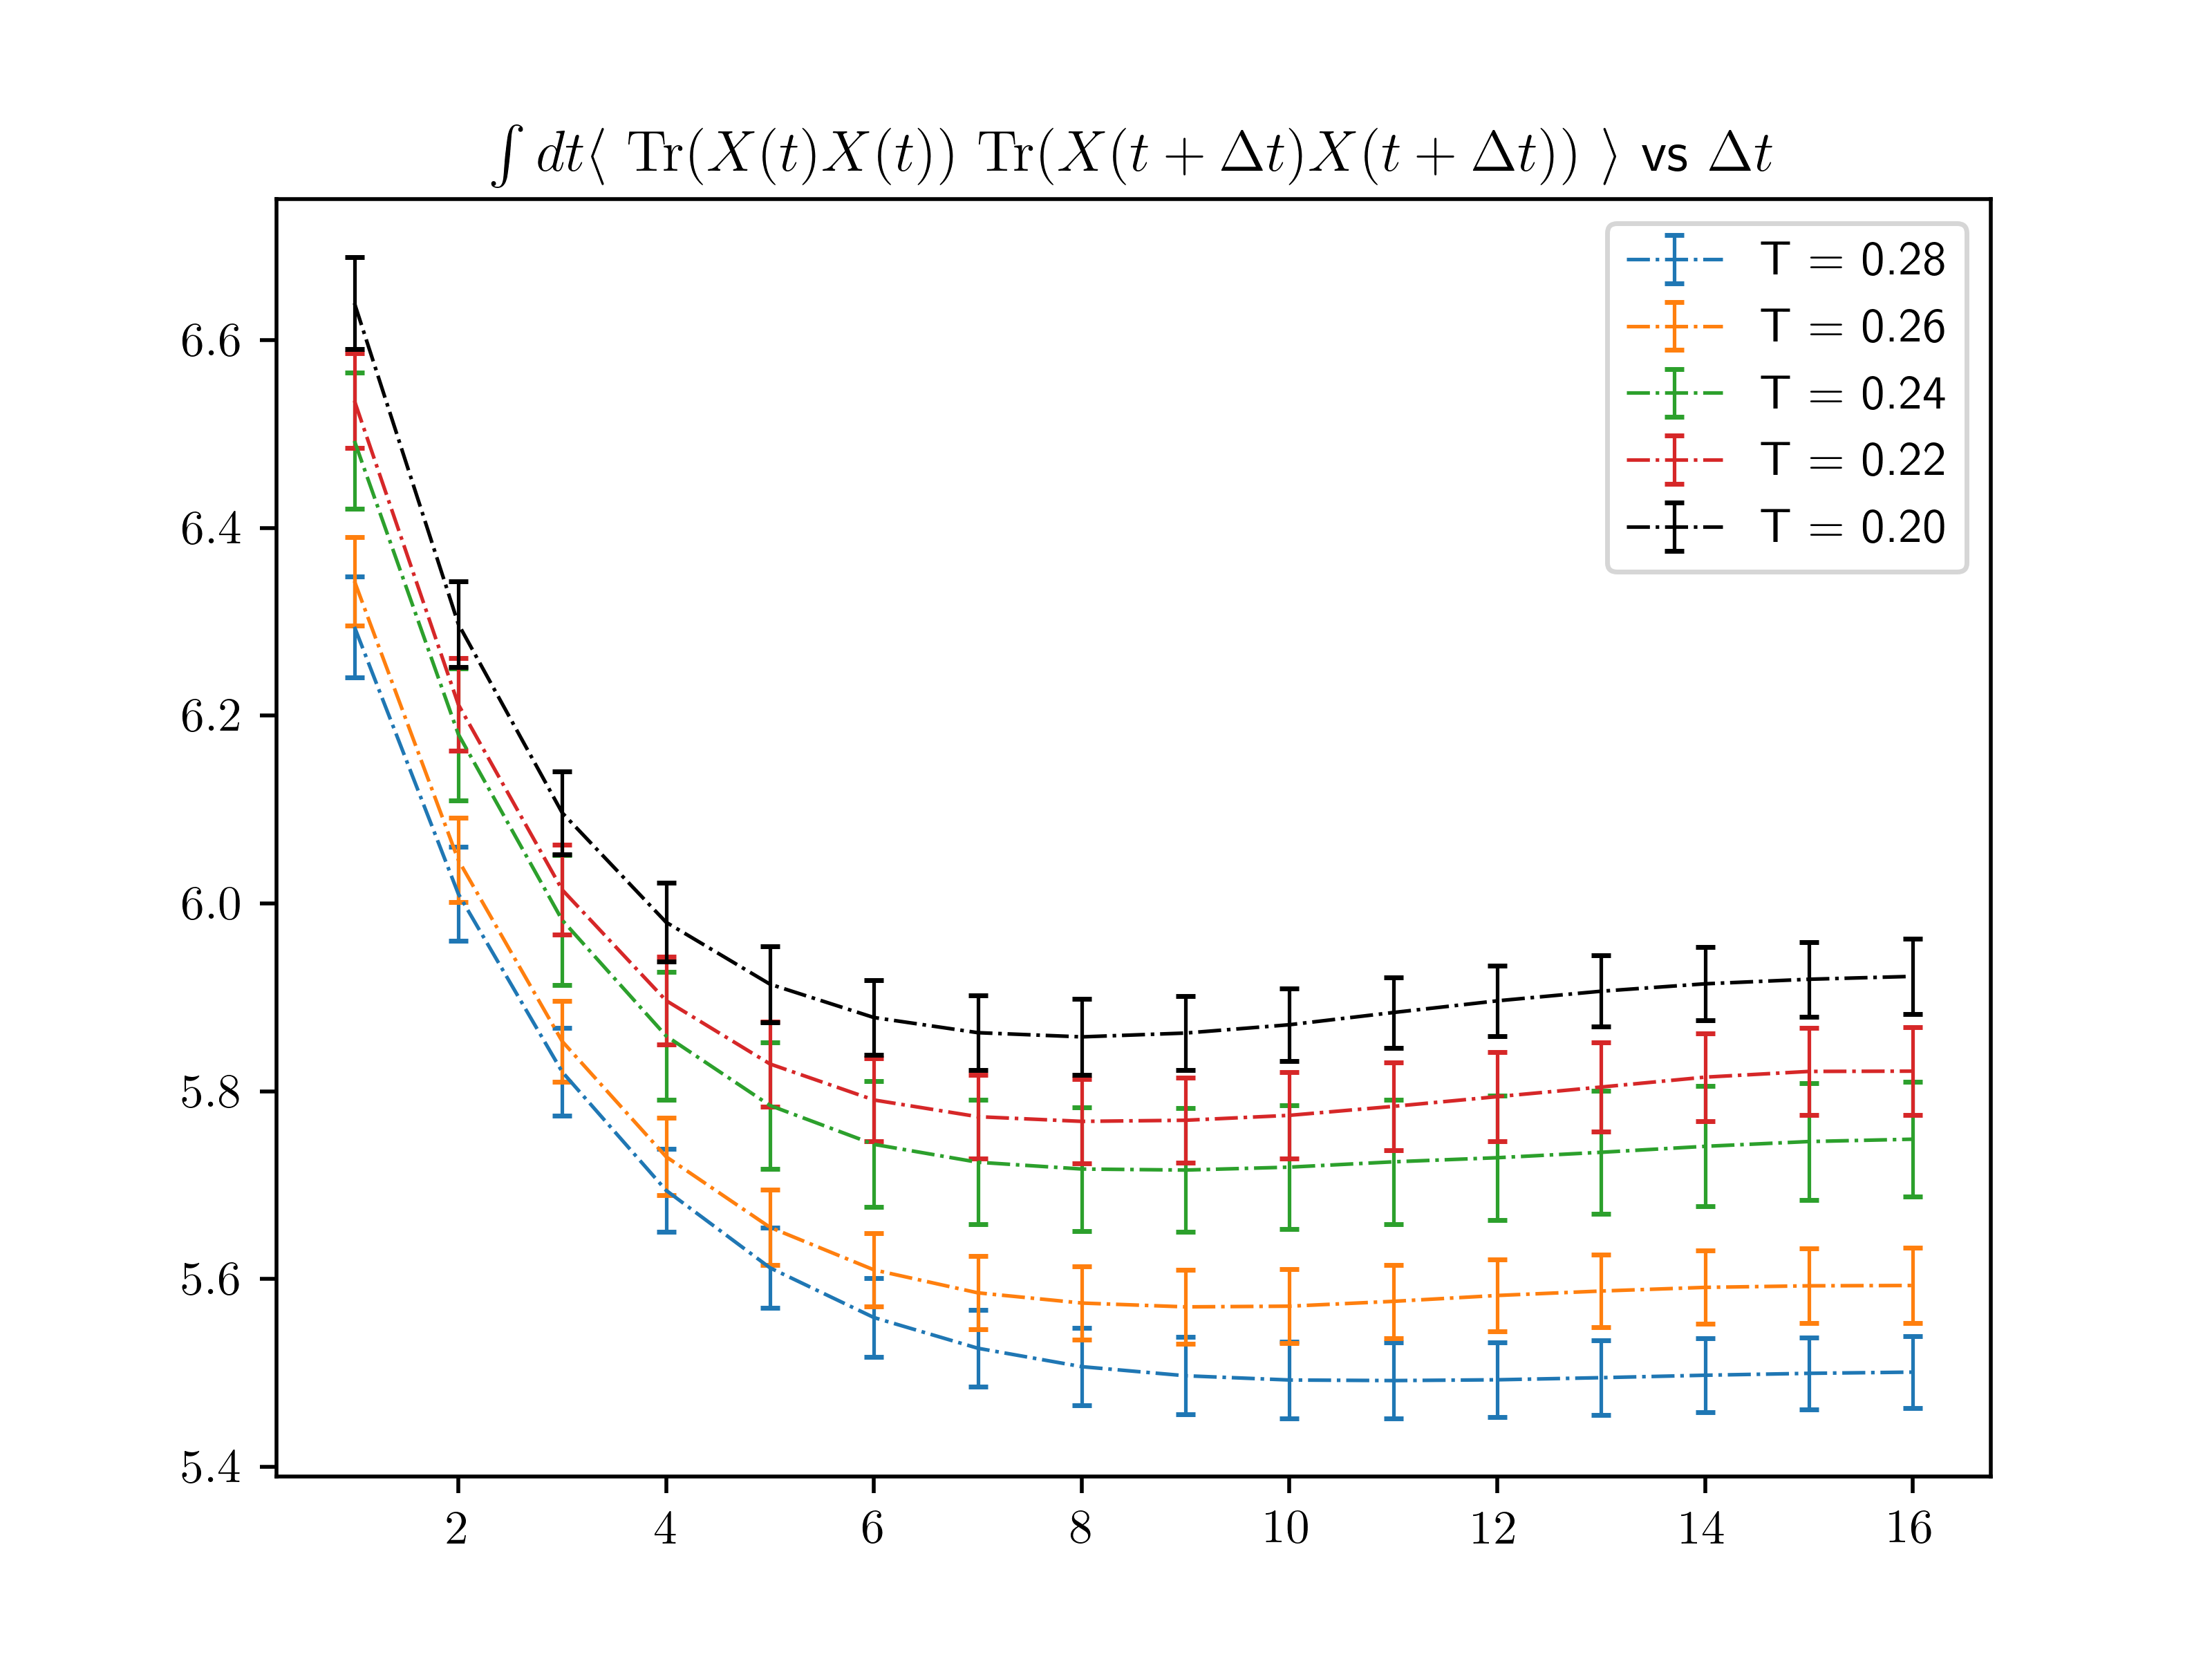 ∫ dt⟨ Tr(X(t)X(t)) Tr(X(t + Δt)X(t + Δt)) ⟩ vs Δt
T = 0.28
T = 0.26
T = 0.24
T = 0.22
T = 0.20
6.6
6.4
6.2
6.0
5.8
5.6
5.4
2 4 6 8 10 12 14 16